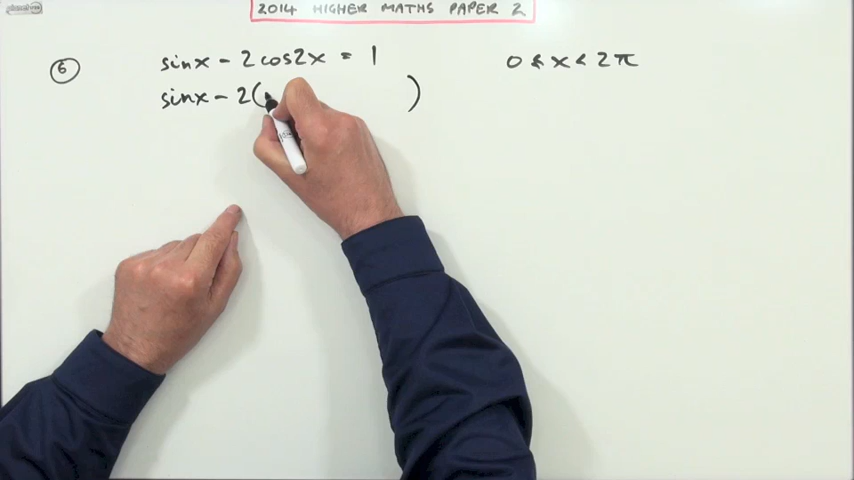 2014 HIGHER MATHS PAPER 2
6 sinx - 2cos2x = 1 0 ≤ x < 2π
sinx - 2( )